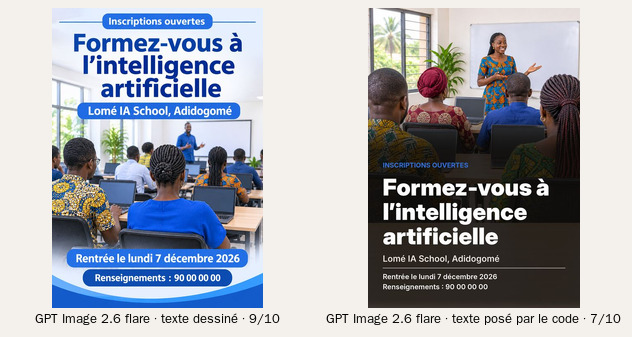 Inscriptions ouvertes
Formez-vous à
l'intelligence
artificielle
Lomé IA School, Adidogomé
Rentrée le lundi 7 décembre 2026
Renseignements : 90 00 00 00
GPT Image 2.6 flare · texte dessiné · 9/10
INSCRIPTIONS OUVERTES
Formez-vous à
l'intelligence
artificielle
Lomé IA School, Adidogomé
Rentrée le lundi 7 décembre 2026
Renseignements : 90 00 00 00
GPT Image 2.6 flare · texte posé par le code · 7/10